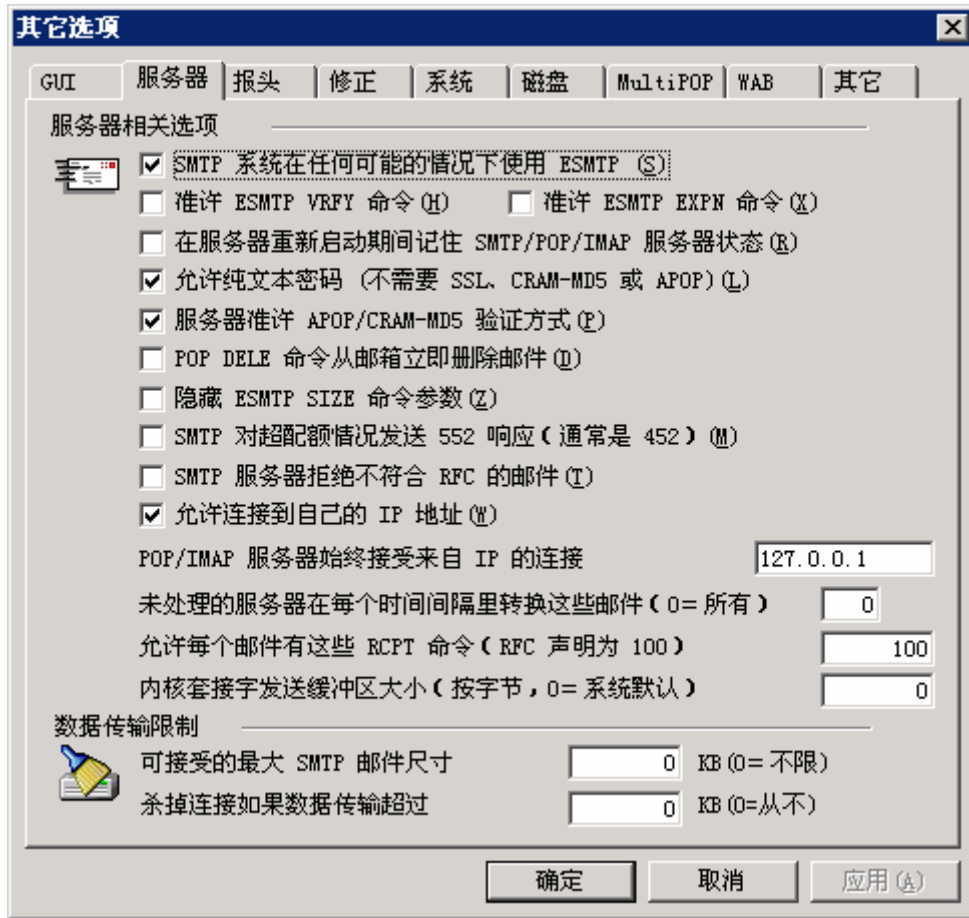 其它选项
GUI 服务器 报头 修正 系统 磁盘 MultiPOP WAB 其它
服务器相关选项
SMTP 系统在任何可能的情况下使用 ESMTP (S)
准许 ESMTP VRFY 命令(H) 准许 ESMTP EXPN 命令(X)
在服务器重新启动期间记住 SMTP/POP/IMAP 服务器状态(R)
允许纯文本密码 (不需要 SSL、CRAM-MD5 或 APOP)(L)
服务器准许 APOP/CRAM-MD5 验证方式(P)
POP DELE 命令从邮箱立即删除邮件(D)
隐藏 ESMTP SIZE 命令参数(Z)
SMTP 对超配额情况发送 552 响应(通常是 452)(M)
SMTP 服务器拒绝不符合 RFC 的邮件(T)
允许连接到自己的 IP 地址(W)
POP/IMAP 服务器始终接受来自 IP 的连接 127.0.0.1
未处理的服务器在每个时间间隔里转换这些邮件(0=所有) 0
允许每个邮件有这些 RCPT 命令(RFC 声明为 100) 100
内核套接字发送缓冲区大小(按字节,0=系统默认) 0
数据传输限制
可接受的最大 SMTP 邮件尺寸 0 KB(0=不限)
杀掉连接如果数据传输超过 0 KB(0=从不)
确定 取消 应用(A)